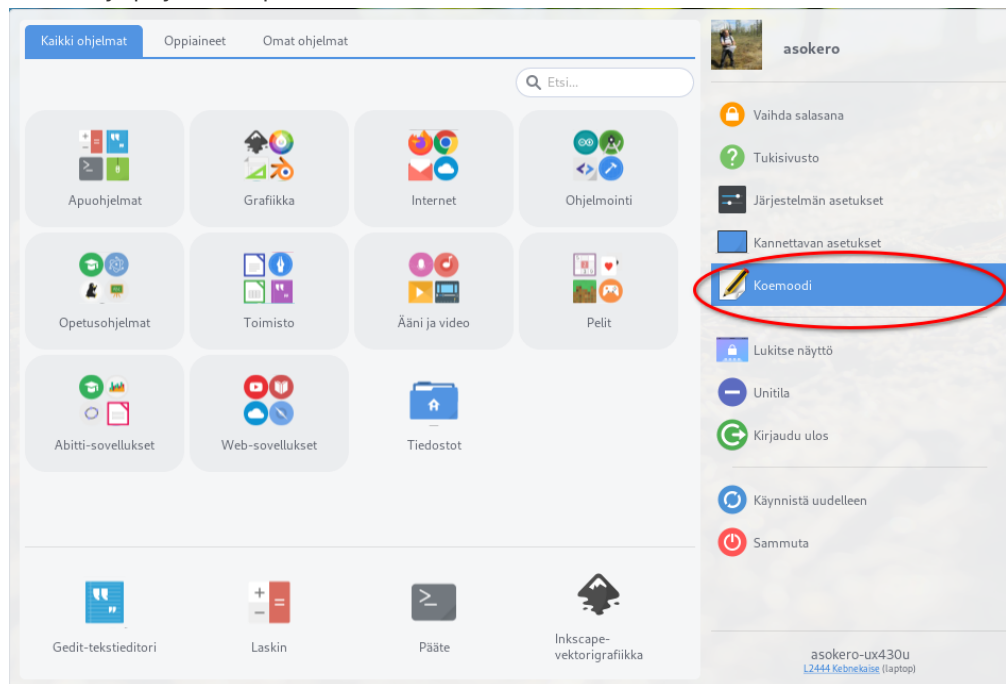 Kaikki ohjelmat
Oppiaineet
Omat ohjelmat
Etsi...
Apuohjelmat
Grafiikka
Internet
Ohjelmointi
Opetusohjelmat
Toimisto
Ääni ja video
Pelit
Abitti-sovellukset
Web-sovellukset
Tiedostot
Gedit-tekstieditori
Laskin
Pääte
Inkscape-
vektorigrafiikka
asokero
Vaihda salasana
Tukisivusto
Järjestelmän asetukset
Kannettavan asetukset
Koemoodi
Lukitse näyttö
Unitila
Kirjaudu ulos
Käynnistä uudelleen
Sammuta
asokero-ux430u
L2444 Kebnekaise (laptop)